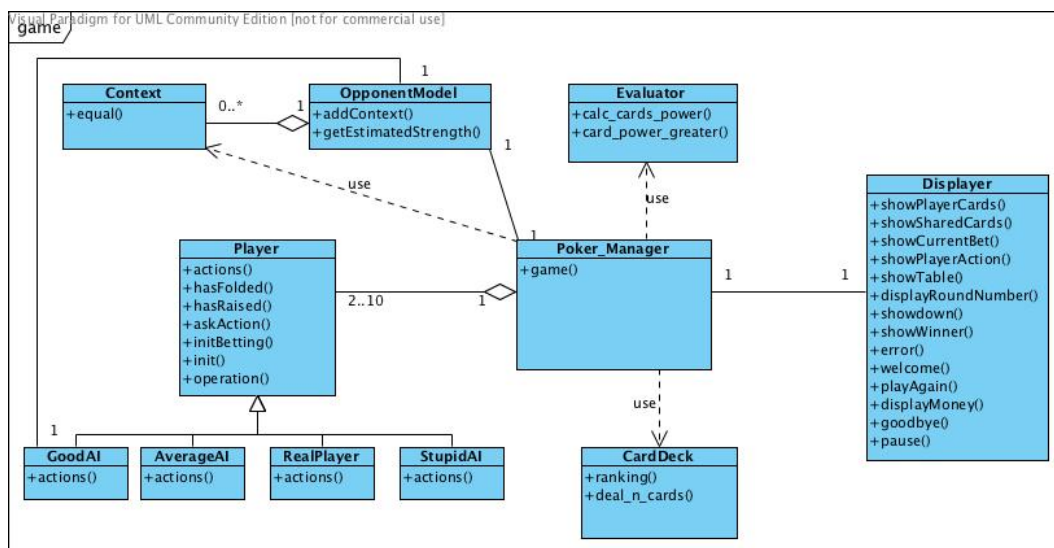 Visual Paradigm for UML Community Edition [not for commercial use]
game
1
Context
+equal()
0..*
1
OpponentModel
+addContext()
+getEstimatedStrength()
Evaluator
+calc_cards_power()
+card_power_greater()
1
use
use
Displayer
+showPlayerCards()
+showSharedCards()
+showCurrentBet()
+showPlayerAction()
+showTable()
+displayRoundNumber()
+showdown()
+showWinner()
+error()
+welcome()
+playAgain()
+displayMoney()
+goodbye()
+pause()
Player
+actions()
+hasFolded()
+hasRaised()
+askAction()
+initBetting()
+init()
+operation()
2..10
1
1
Poker_Manager
+game()
1
1
use
1
GoodAI
+actions()
AverageAI
+actions()
RealPlayer
+actions()
StupidAI
+actions()
CardDeck
+ranking()
+deal_n_cards()